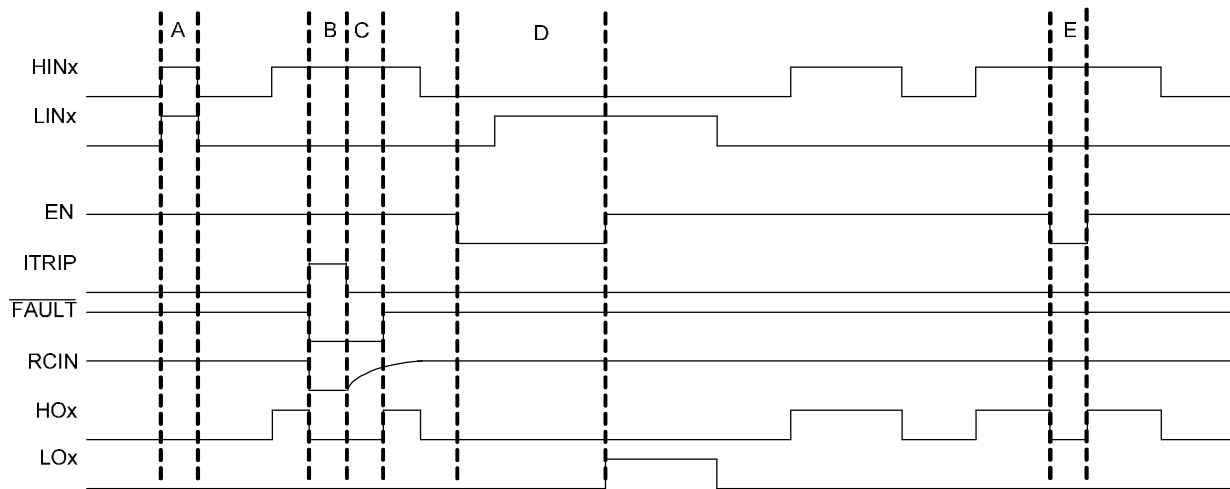 A B C D E
HINx
LINx
EN
ITRIP
FAULT
RCIN
HOx
LOx